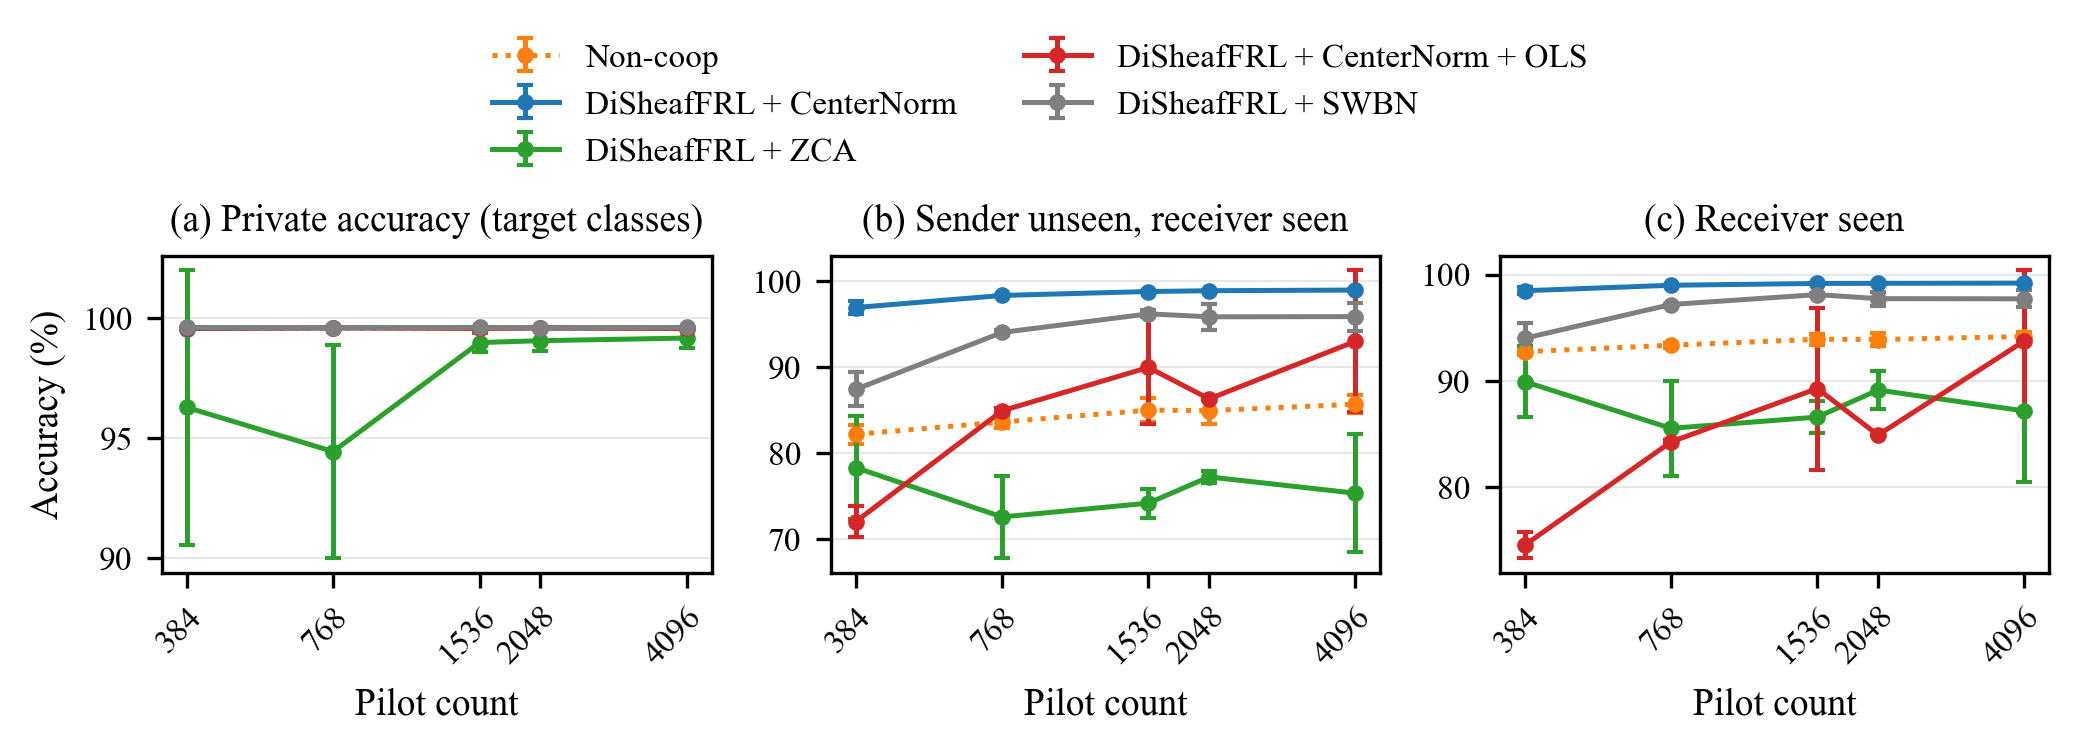 Non-coop
DiSheafFRL + CenterNorm
DiSheafFRL + ZCA
DiSheafFRL + CenterNorm + OLS
DiSheafFRL + SWBN
(a) Private accuracy (target classes)
Accuracy (%)
100
95
90
384
768
1536
2048
4096
Pilot count
(b) Sender unseen, receiver seen
100
90
80
70
384
768
1536
2048
4096
Pilot count
(c) Receiver seen
100
90
80
384
768
1536
2048
4096
Pilot count